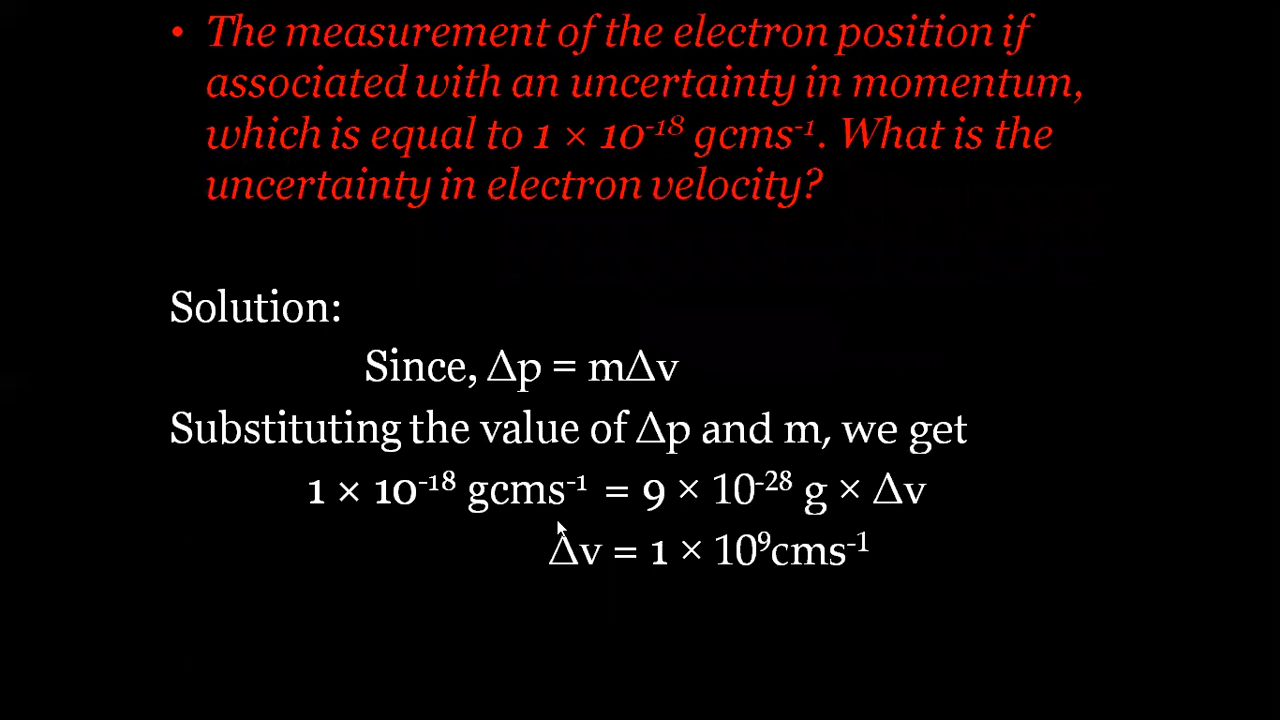 • The measurement of the electron position if
associated with an uncertainty in momentum,
which is equal to 1 × 10⁻¹⁸ gcms⁻¹. What is the
uncertainty in electron velocity?
Solution:
Since, Δp = mΔv
Substituting the value of Δp and m, we get
1 × 10⁻¹⁸ gcms⁻¹ = 9 × 10⁻²⁸ g × Δv
Δv = 1 × 10⁹cms⁻¹